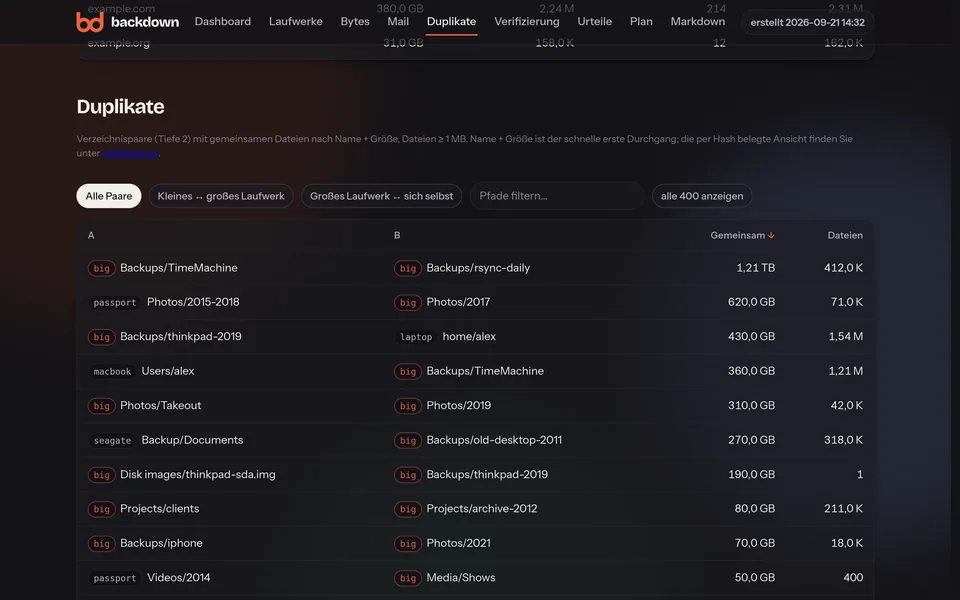 example.com 380,0 GB 2,24 M 214 2,31 M
bd backdown Dashboard Laufwerke Bytes Mail Duplikate Verifizierung Urteile Plan Markdown erstellt 2026-09-21 14:32
example.org 31,0 GB 158,0 K 12 162,0 K
Duplikate
Verzeichnispaare (Tiefe 2) mit gemeinsamen Dateien nach Name + Größe, Dateien ≥ 1 MB. Name + Größe ist der schnelle erste Durchgang; die per Hash belegte Ansicht finden Sie
unter
Alle Paare Kleines ↔ großes Laufwerk Großes Laufwerk ↔ sich selbst Pfade filtern… alle 400 anzeigen
A B Gemeinsam ↓ Dateien
big Backups/TimeMachine big Backups/rsync-daily 1,21 TB 412,0 K
passport Photos/2015-2018 big Photos/2017 620,0 GB 71,0 K
big Backups/thinkpad-2019 laptop home/alex 430,0 GB 1,54 M
macbook Users/alex big Backups/TimeMachine 360,0 GB 1,21 M
big Photos/Takeout big Photos/2019 310,0 GB 42,0 K
seagate Backup/Documents big Backups/old-desktop-2011 270,0 GB 318,0 K
big Disk images/thinkpad-sda.img big Backups/thinkpad-2019 190,0 GB 1
big Projects/clients big Projects/archive-2012 80,0 GB 211,0 K
big Backups/iphone big Photos/2021 70,0 GB 18,0 K
passport Videos/2014 big Media/Shows 50,0 GB 400